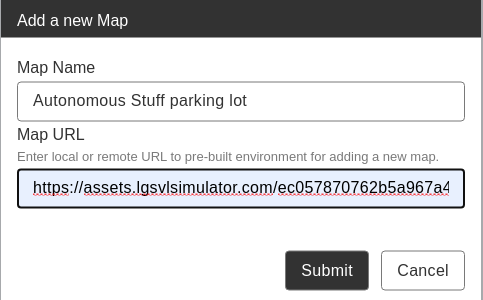 Add a new Map
Map Name
Autonomous Stuff parking lot
Map URL
Enter local or remote URL to pre-built environment for adding a new map.
https://assets.lgsvlsimulator.com/ec057870762b5a967a4
Submit
Cancel